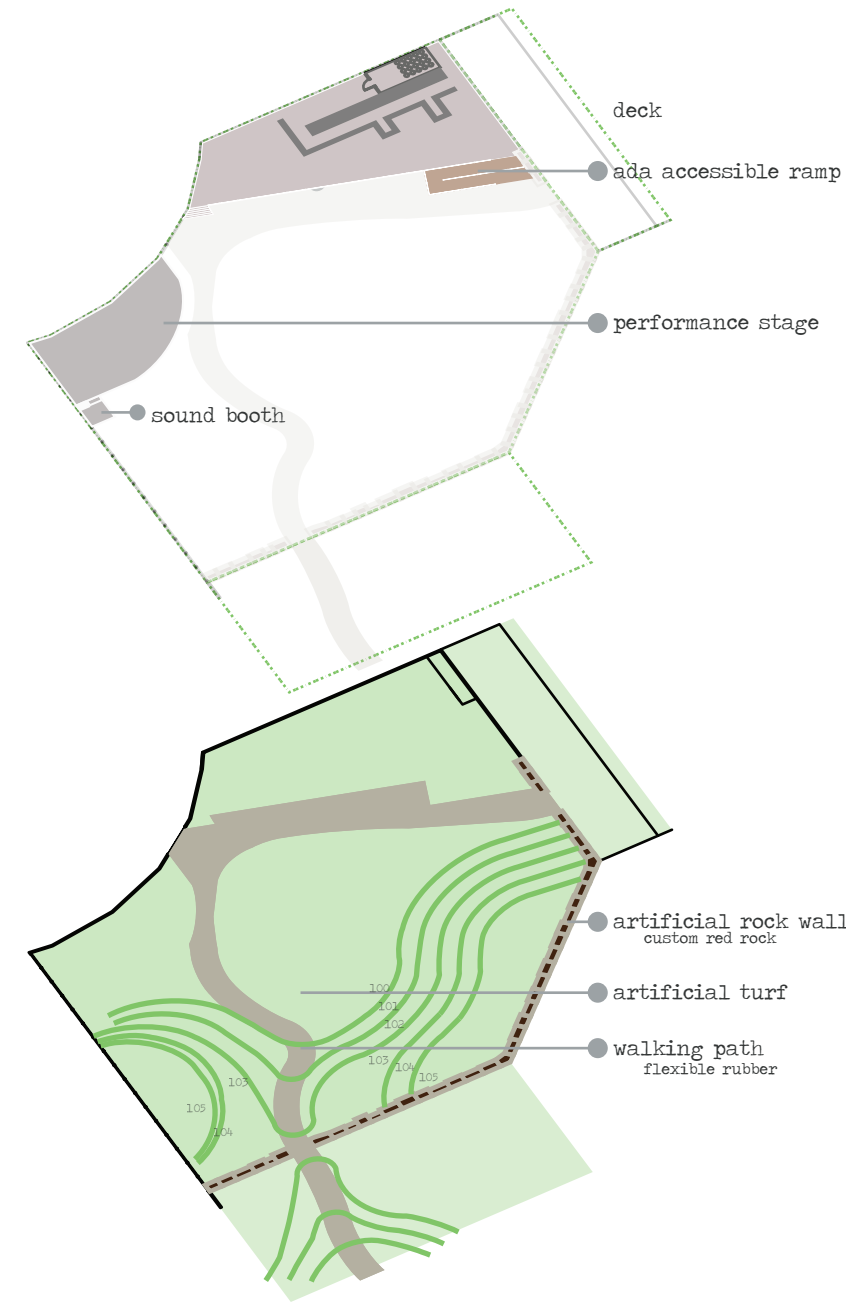 deck
ada accessible ramp
performance stage
sound booth
artificial rock wall
custom red rock
100
artificial turf
101
102
walking path
103
104
flexible rubber
105
103
105
104